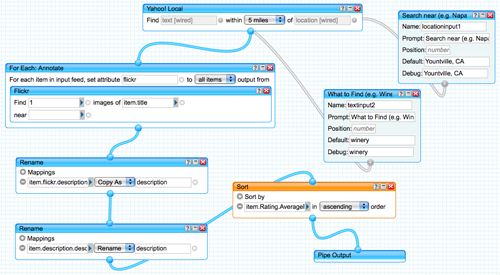 Yahoo! Local
Find text [wired] within 5 miles of location [wired]
Search near (e.g. Napa
Name: locationinput1
Prompt: Search near (e.g. Nap
Position: number
Default: Yountville, CA
Debug: Yountville, CA
For Each: Annotate
For each item in input feed, set attribute flickr to all items output from
Flickr
Find 1 images of item.title
near
What to Find (e.g. Wine
Name: textinput2
Prompt: What to Find (e.g. Win
Position: number
Default: winery
Debug: winery
Rename
Mappings
item.flickr.description Copy As description
Sort
Sort by
item.Rating.Average in ascending order
Rename
Mappings
item.description.desc Rename description
Pipe Output